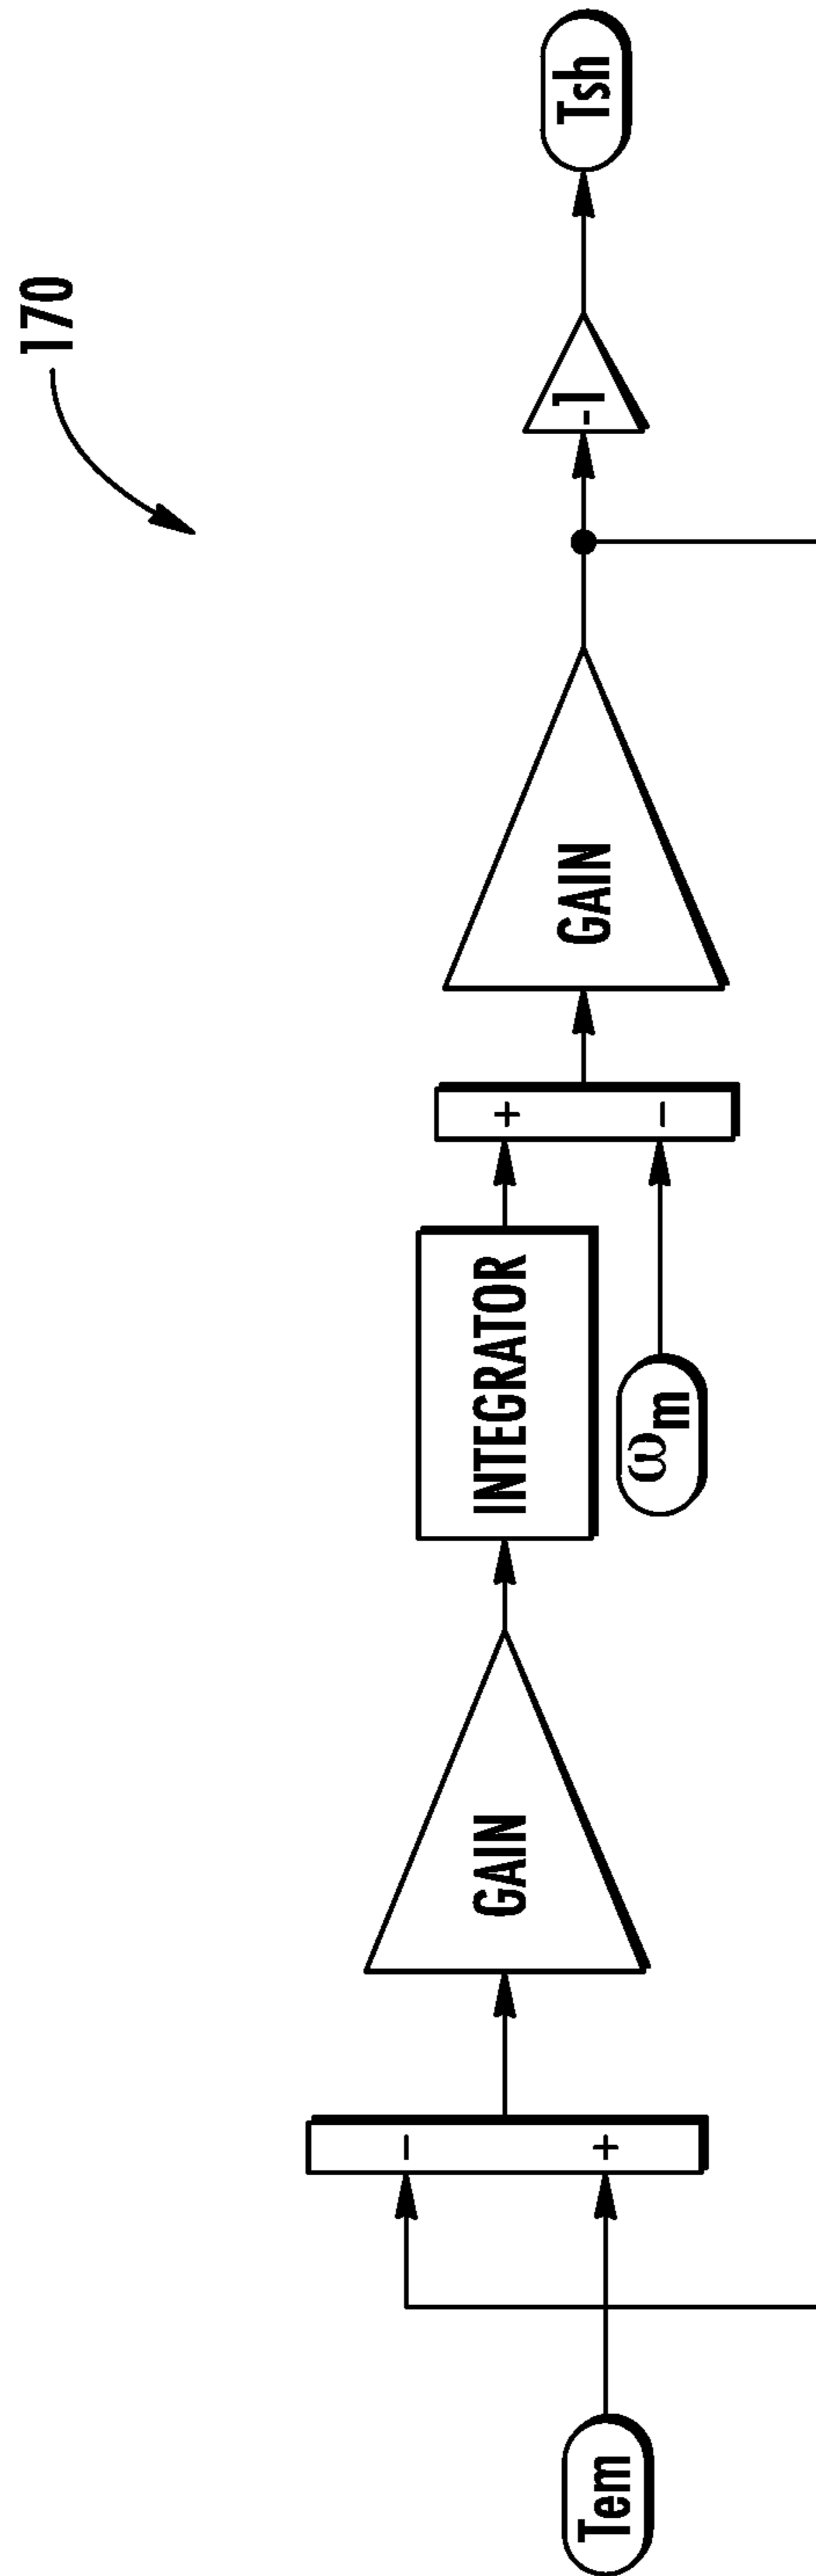 170
Tem
-
+
GAIN
INTEGRATOR
ωm
+
-
GAIN
-1
Tsh